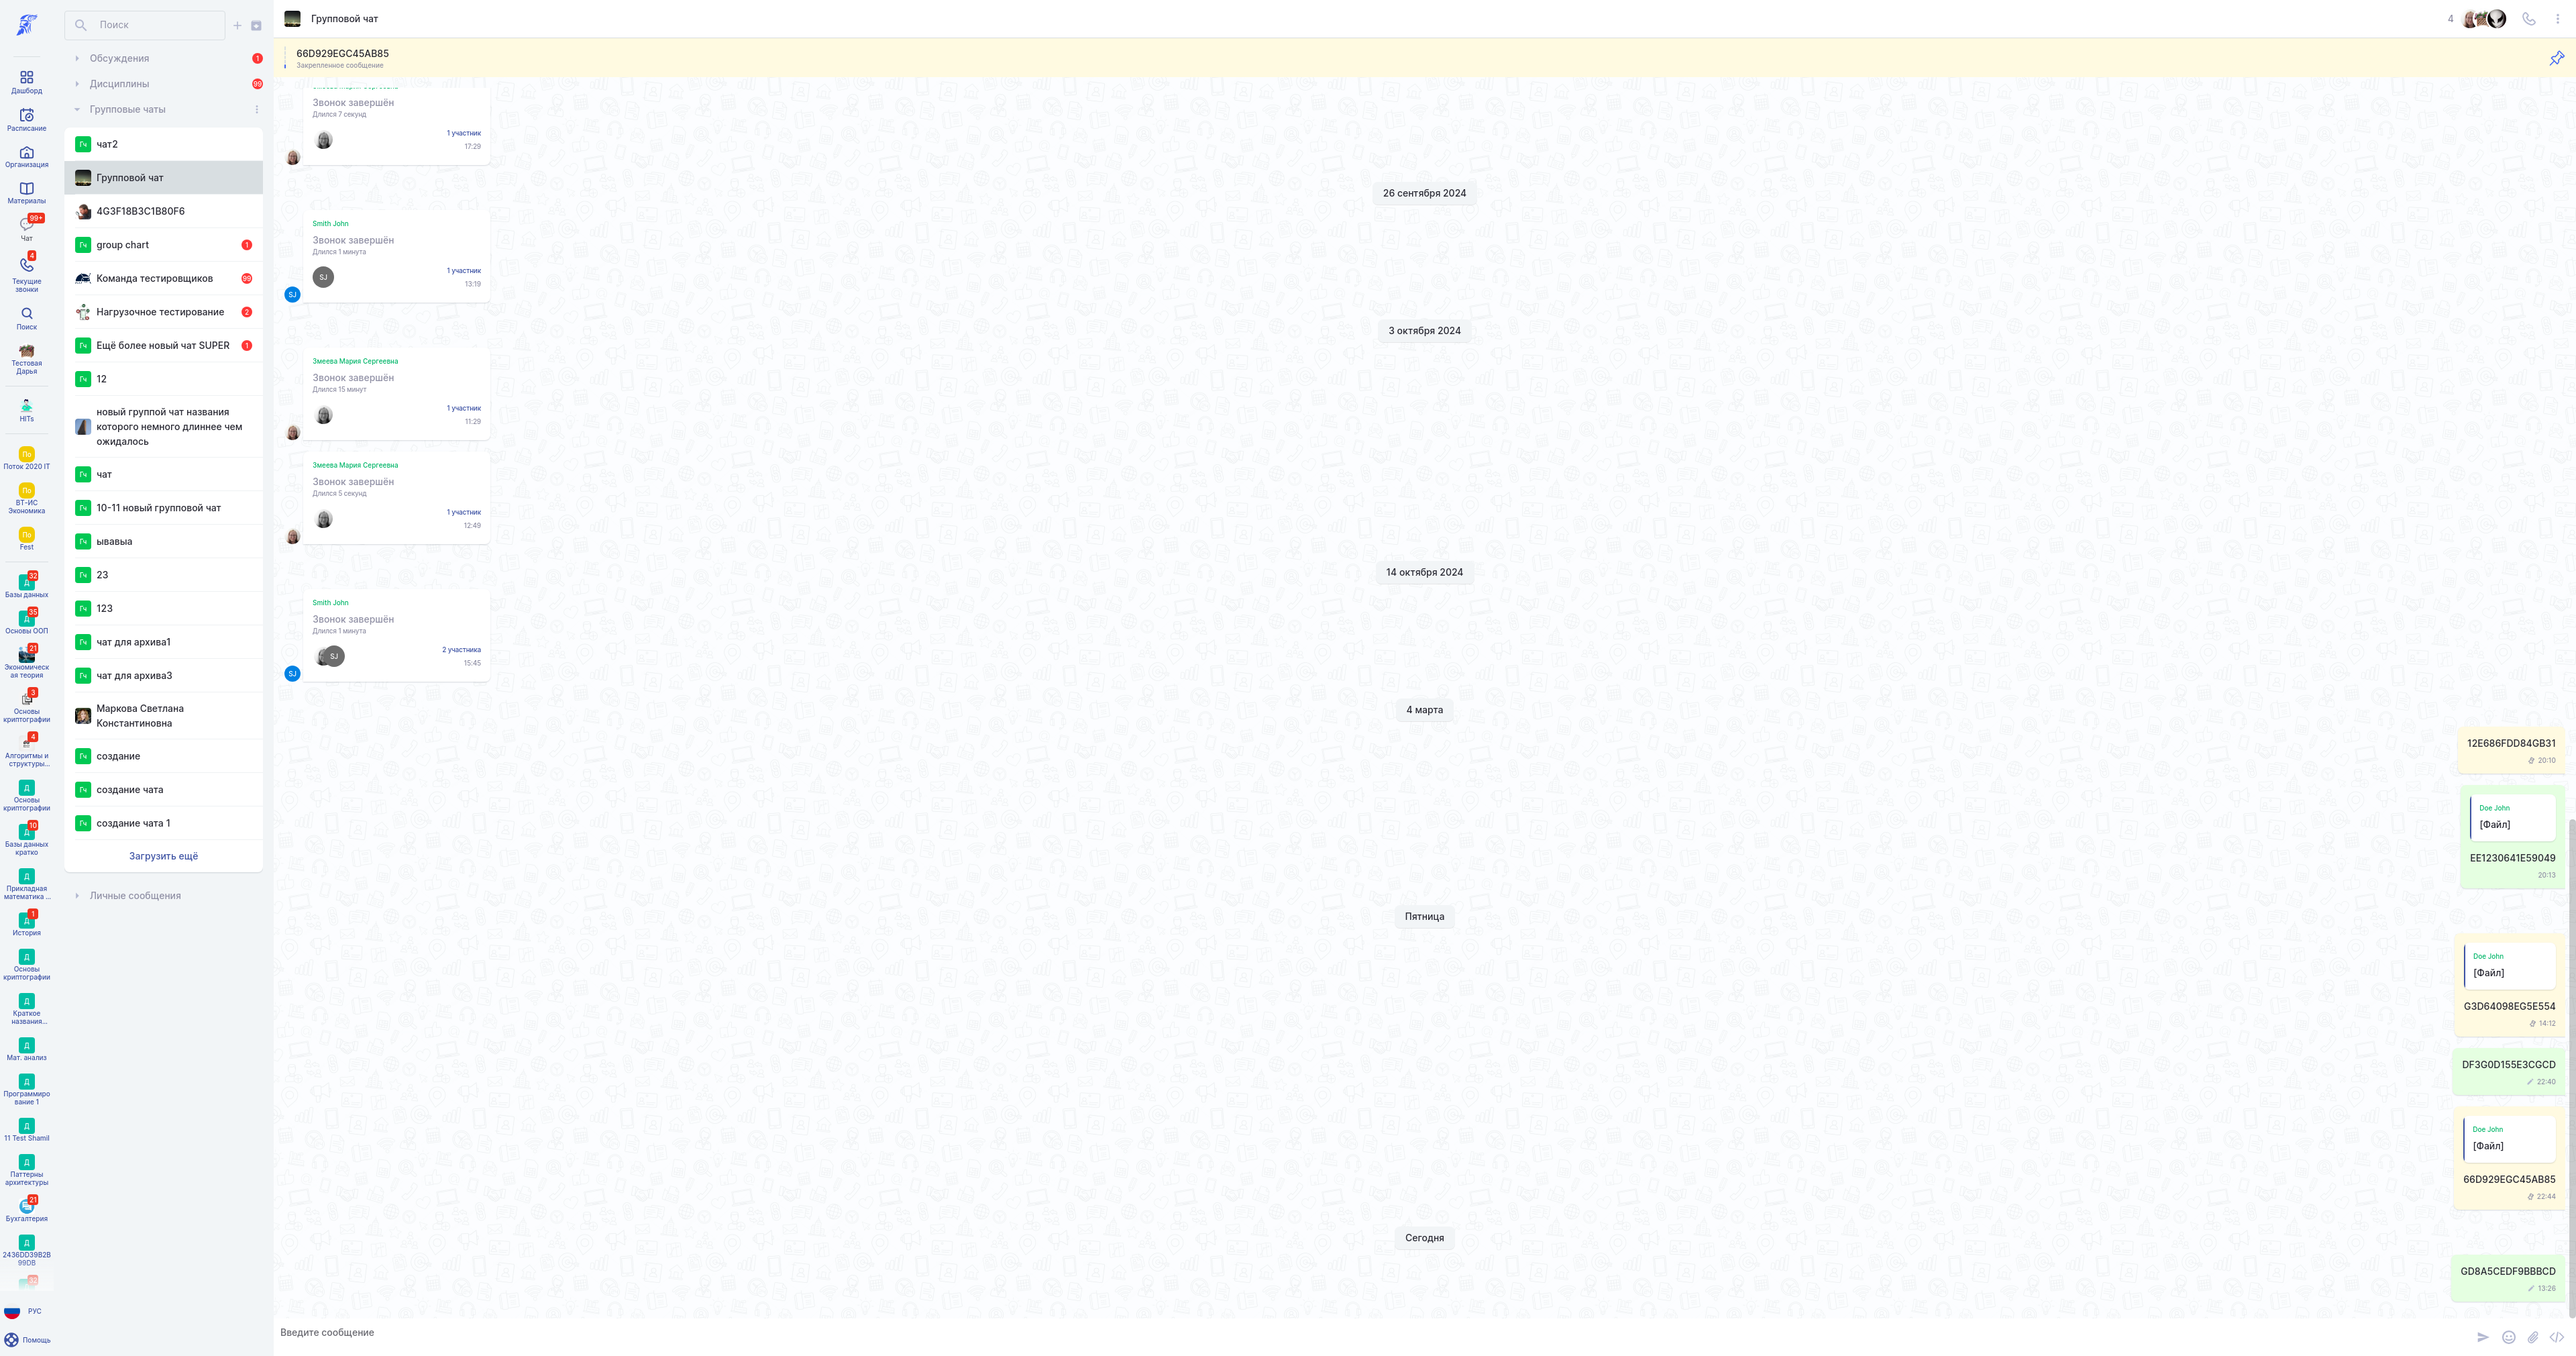 Дашборд
Расписание
Организация
Материалы
99+
Чат
4
Текущие
звонки
Поиск
Тестовая
Дарья
HITs
По
Поток 2020 IT
По
ВТ-ИС
Экономика
По
Fest
32
Д
Базы данных
35
Д
Основы ООП
21
Экономическ
ая теория
3
Основы
криптографии
4
Алгоритмы и
структуры...
Д
Основы
криптографии
10
Д
Базы данных
кратко
Д
Прикладная
математика ...
1
Д
История
Д
Основы
криптографии
Д
Краткое
названия...
Д
Мат. анализ
Д
Программиро
вание 1
Д
11 Test Shamil
Д
Паттерны
архитектуры
21
Бухгалтерия
Д
2436DD39B2B
99DB
32
РУС
Помощь
Поиск
Обсуждения 1
Дисциплины 99
Групповые чаты
Гч чат2
Групповой чат
4G3F18B3C1B80F6
Гч group chart 1
Команда тестировщиков 99
Нагрузочное тестирование 2
Гч Ещё более новый чат SUPER 1
Гч 12
новый группой чат названия
которого немного длиннее чем
ожидалось
Гч чат
Гч 10-11 новый групповой чат
Гч ывавыа
Гч 23
Гч 123
Гч чат для архива1
Гч чат для архива3
Маркова Светлана
Константиновна
Гч создание
Гч создание чата
Гч создание чата 1
Загрузить ещё
Личные сообщения
Групповой чат 4
66D929EGC45AB85
Закрепленное сообщение
Звонок завершён
Длился 7 секунд
1 участник
17:29
26 сентября 2024
Smith John
Звонок завершён
Длился 1 минута
SJ 1 участник
13:19
SJ
3 октября 2024
Змеева Мария Сергеевна
Звонок завершён
Длился 15 минут
1 участник
11:29
Змеева Мария Сергеевна
Звонок завершён
Длился 5 секунд
1 участник
12:49
14 октября 2024
Smith John
Звонок завершён
Длился 1 минута
SJ 2 участника
15:45
SJ
4 марта
12E686FDD84GB31
20:10
Doe John
[Файл]
EE1230641E59049
20:13
Пятница
Doe John
[Файл]
G3D64098EG5E554
14:12
DF3G0D155E3CGCD
22:40
Doe John
[Файл]
66D929EGC45AB85
22:44
Сегодня
GD8A5CEDF9BBBCD
13:26
Введите сообщение